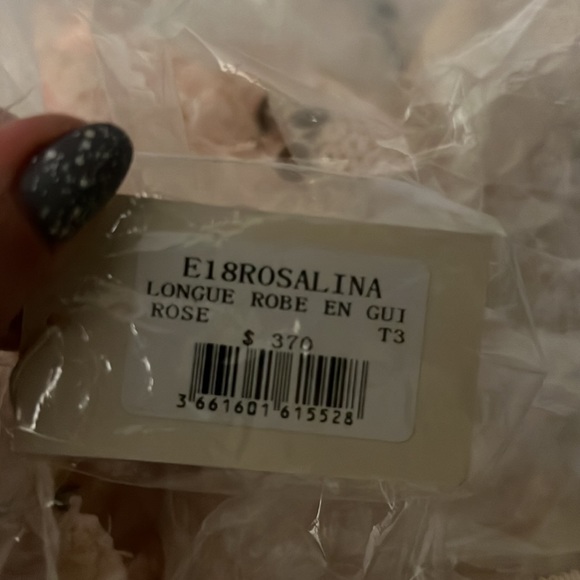 E18ROSALINA
LONGUE ROBE EN GUI
ROSE T3
$ 370
3 661601 615528